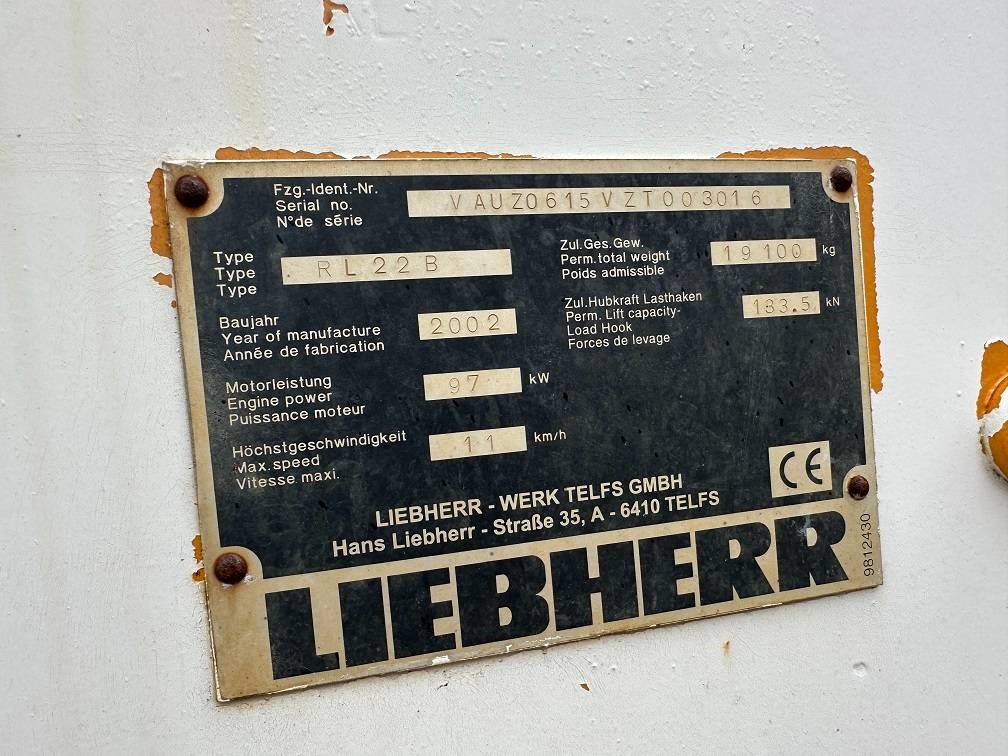 Fzg.-Ident.-Nr.
Serial no.
N°de série
VAUZ0615VZT003016
Type
Type
Type
RL22B
Zul.Ges.Gew.
Perm.total weight
Poids admissible
19100 kg
Baujahr
Year of manufacture
Année de fabrication
2002
Zul.Hubkraft Lasthaken
Perm. Lift capacity-
Load Hook
Forces de levage
183.5 kN
Motorleistung
Engine power
Puissance moteur
97 kW
Höchstgeschwindigkeit
Max.speed
Vitesse maxi.
11 km/h
CE
LIEBHERR - WERK TELFS GMBH
Hans Liebherr - Straße 35, A - 6410 TELFS
LIEBHERR
9812430